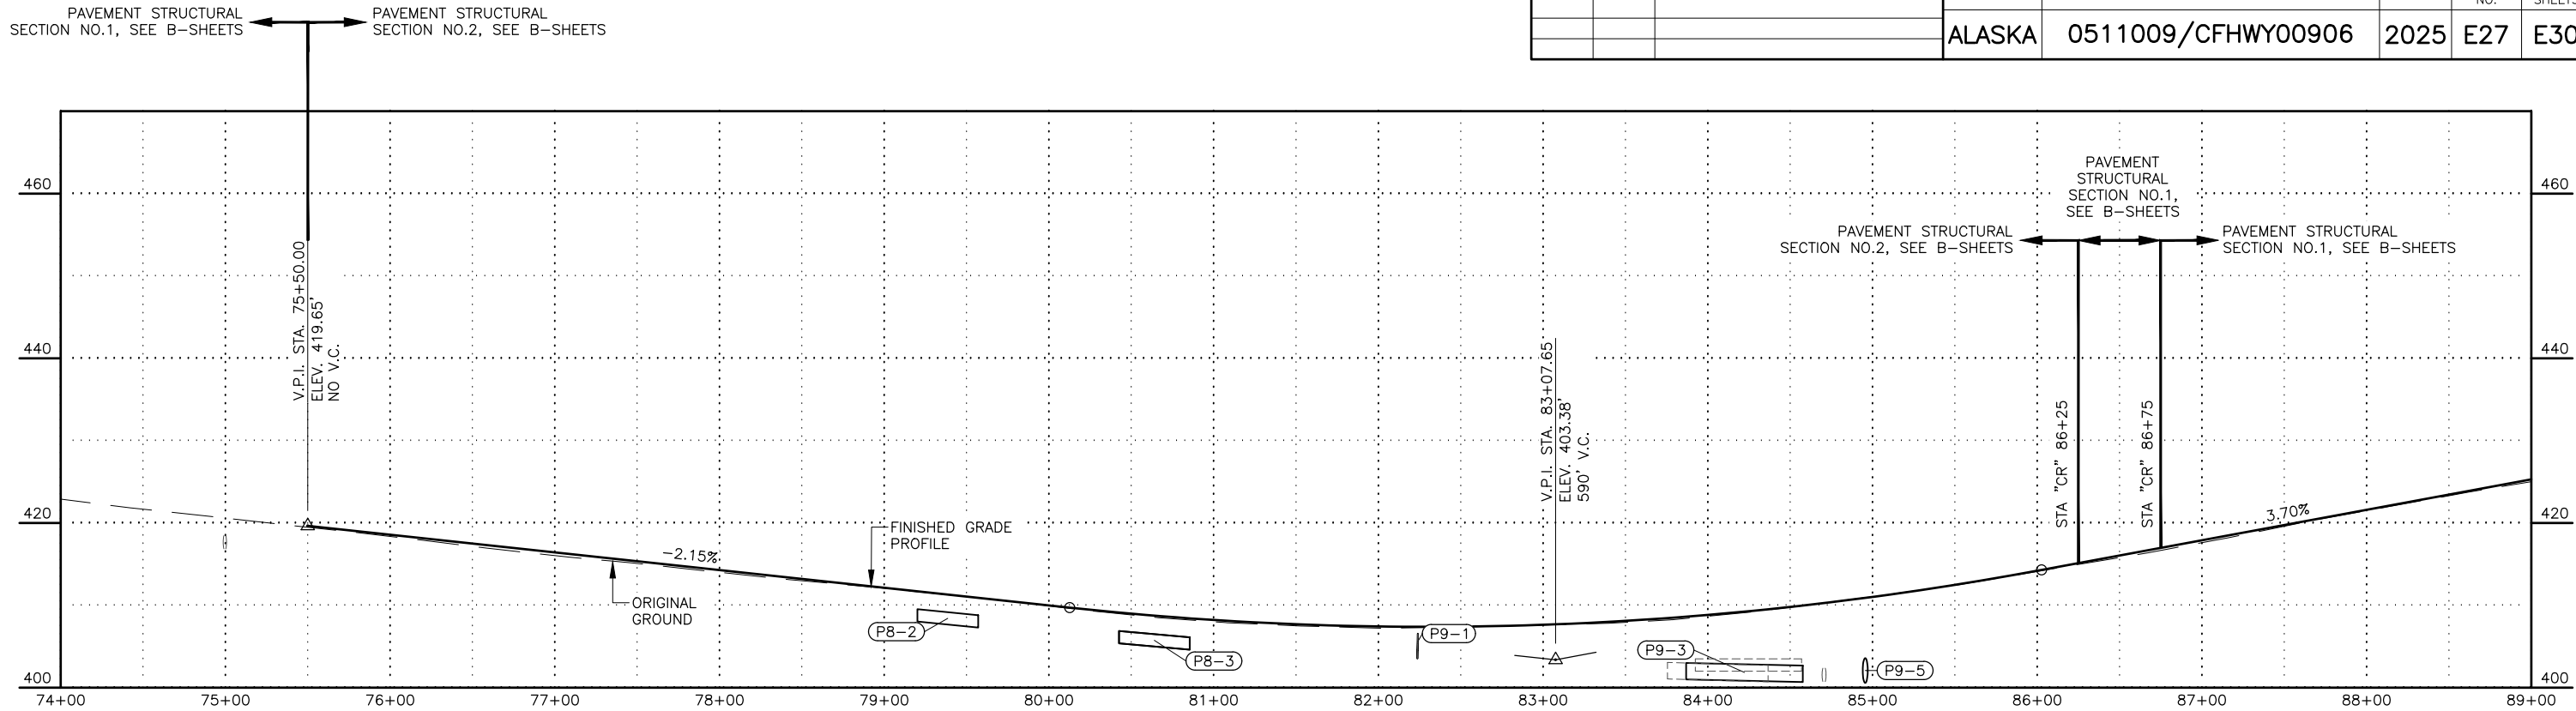 PAVEMENT STRUCTURAL
SECTION NO.1, SEE B-SHEETS
PAVEMENT STRUCTURAL
SECTION NO.2, SEE B-SHEETS
NO.
SHEETS
ALASKA
0511009/CFHWY00906
2025
E27
E30
460
440
420
400
V.P.I. STA. 75+50.00
ELEV. 419.65'
NO V.C.
-2.15%
ORIGINAL
GROUND
FINISHED GRADE
PROFILE
P8-2
P8-3
P9-1
V.P.I. STA. 83+07.65
ELEV. 403.38'
590' V.C.
P9-3
P9-5
PAVEMENT STRUCTURAL
SECTION NO.2, SEE B-SHEETS
PAVEMENT
STRUCTURAL
SECTION NO.1,
SEE B-SHEETS
PAVEMENT STRUCTURAL
SECTION NO.1, SEE B-SHEETS
STA "CR" 86+25
STA "CR" 86+75
3.70%
460
440
420
400
74+00
75+00
76+00
77+00
78+00
79+00
80+00
81+00
82+00
83+00
84+00
85+00
86+00
87+00
88+00
89+00